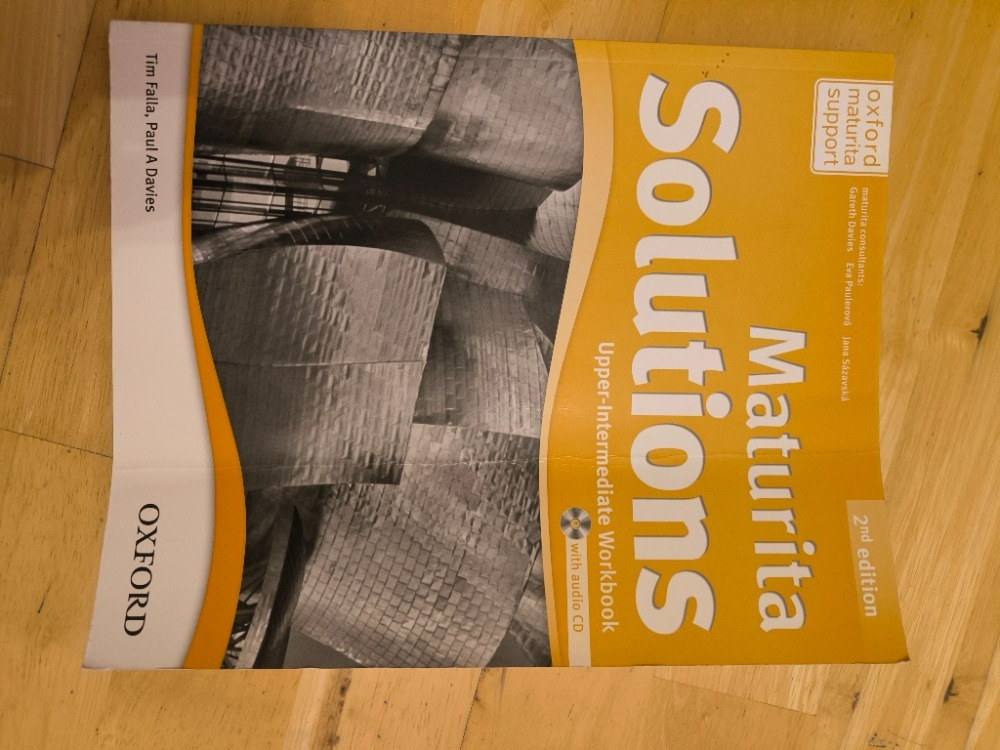 oxford
maturita
support
maturita consultants:
Gareth Davies Eva Paulerová Jana Sázavská
2nd edition
Maturita
Solutions
Upper-Intermediate Workbook
with audio CD
Tim Falla, Paul A Davies
OXFORD